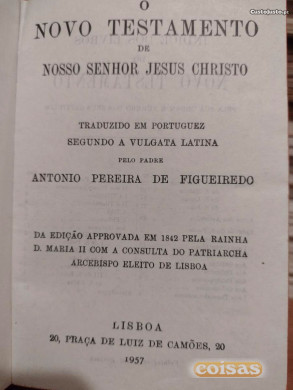 O
NOVO TESTAMENTO
DE
NOSSO SENHOR JESUS CHRISTO
TRADUZIDO EM PORTUGUEZ
SEGUNDO A VULGATA LATINA
PELO PADRE
ANTONIO PEREIRA DE FIGUEIREDO
DA EDIÇÃO APPROVADA EM 1842 PELA RAINHA
D. MARIA II COM A CONSULTA DO PATRIARCHA
ARCEBISPO ELEITO DE LISBOA
LISBOA
20, PRAÇA DE LUIZ DE CAMÕES, 20
1957
coisas